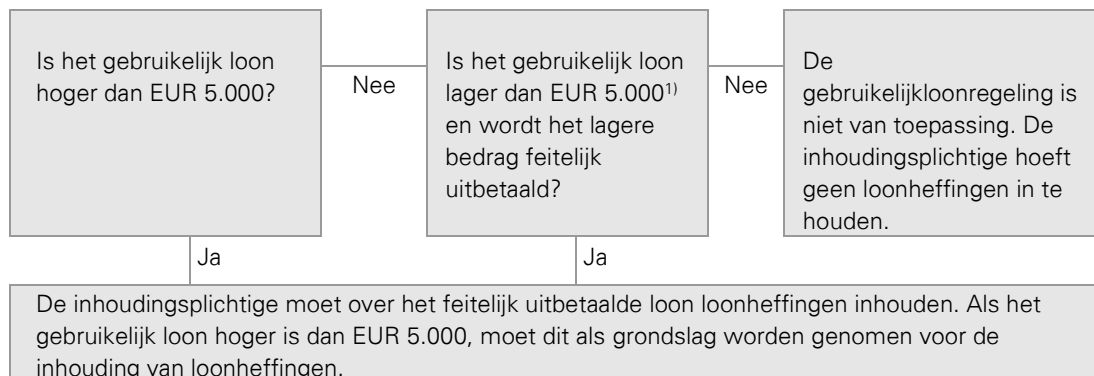 Is het gebruikelijk loon
hoger dan EUR 5.000?
Nee
Is het gebruikelijk loon
lager dan EUR 5.000¹⁾
en wordt het lagere
bedrag feitelijk
uitbetaald?
Nee
De
gebruikelijkloonregeling is
niet van toepassing. De
inhoudingsplichtige hoeft
geen loonheffingen in te
houden.
Ja
Ja
De inhoudingsplichtige moet over het feitelijk uitbetaalde loon loonheffingen inhouden. Als het
gebruikelijk loon hoger is dan EUR 5.000, moet dit als grondslag worden genomen voor de
inhouding van loonheffingen.